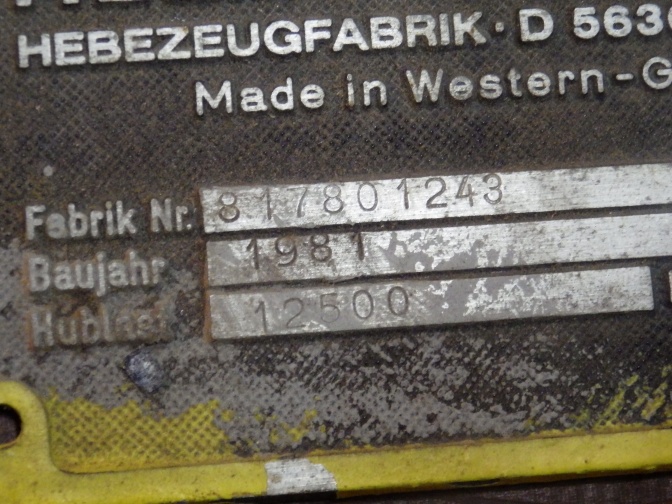 HEBEZEUGFABRIK · D 563
Made in Western-G
Fabrik Nr. 817801243
Baujahr 1981
Hublast 12500